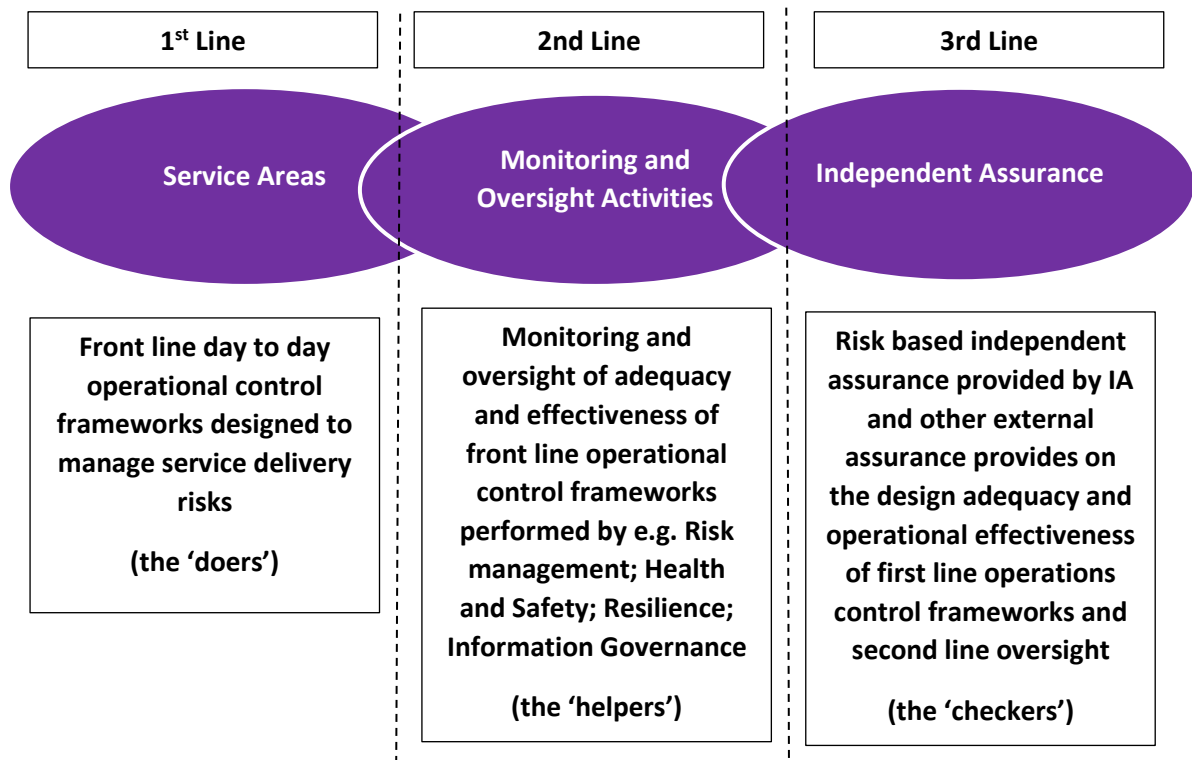 1st Line
2nd Line
3rd Line
Service Areas
Monitoring and
Oversight Activities
Independent Assurance
Front line day to day
operational control
frameworks designed to
manage service delivery
risks
(the ‘doers’)
Monitoring and
oversight of adequacy
and effectiveness of
front line operational
control frameworks
performed by e.g. Risk
management; Health
and Safety; Resilience;
Information Governance
(the ‘helpers’)
Risk based independent
assurance provided by IA
and other external
assurance provides on
the design adequacy and
operational effectiveness
of first line operations
control frameworks and
second line oversight
(the ‘checkers’)